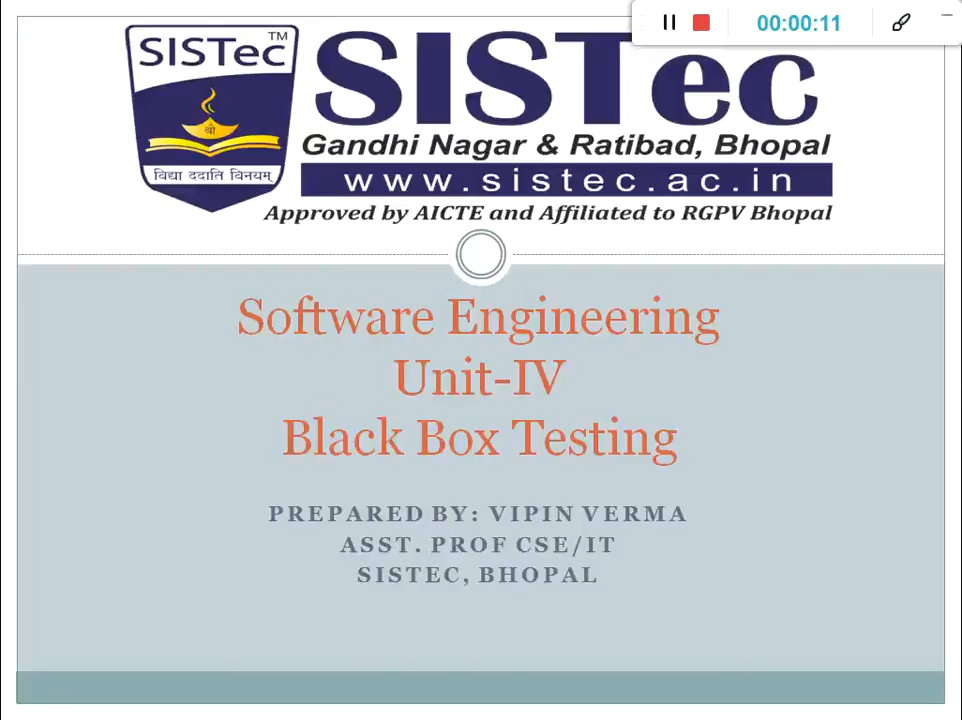 00:00:11
SISTec TM
श्री
विद्या ददाति विनयम्
SISTec
Gandhi Nagar & Ratibad, Bhopal
www.sistec.ac.in
Approved by AICTE and Affiliated to RGPV Bhopal
Software Engineering
Unit-IV
Black Box Testing
PREPARED BY: VIPIN VERMA
ASST. PROF CSE/IT
SISTEC, BHOPAL